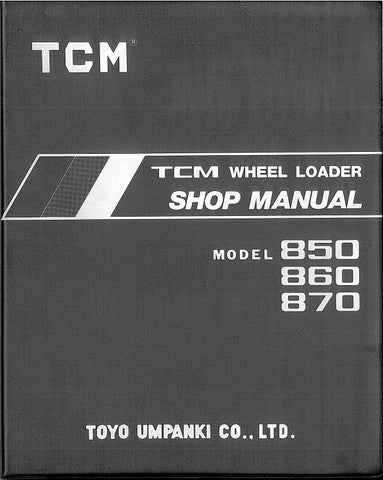 TCM®
TCM WHEEL LOADER
SHOP MANUAL
MODEL 850
860
870
TOYO UMPANKI CO., LTD.